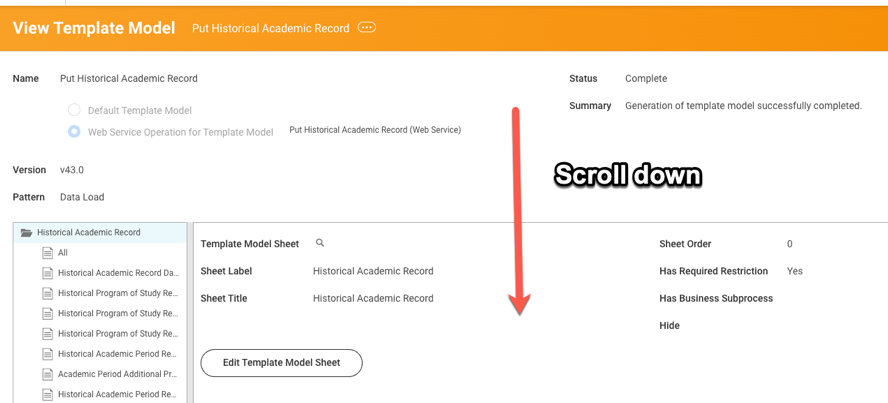 View Template Model Put Historical Academic Record
Name Put Historical Academic Record Status Complete
Default Template Model Summary Generation of template model successfully completed.
Web Service Operation for Template Model Put Historical Academic Record (Web Service)
Version v43.0
Scroll down
Pattern Data Load
Historical Academic Record
All
Historical Academic Record Da...
Historical Program of Study Re...
Historical Program of Study Re...
Historical Program of Study Re...
Historical Academic Period Re...
Academic Period Additional Pr...
Historical Academic Period Re...
Template Model Sheet Sheet Order 0
Sheet Label Historical Academic Record Has Required Restriction Yes
Sheet Title Historical Academic Record Has Business Subprocess
Hide
Edit Template Model Sheet